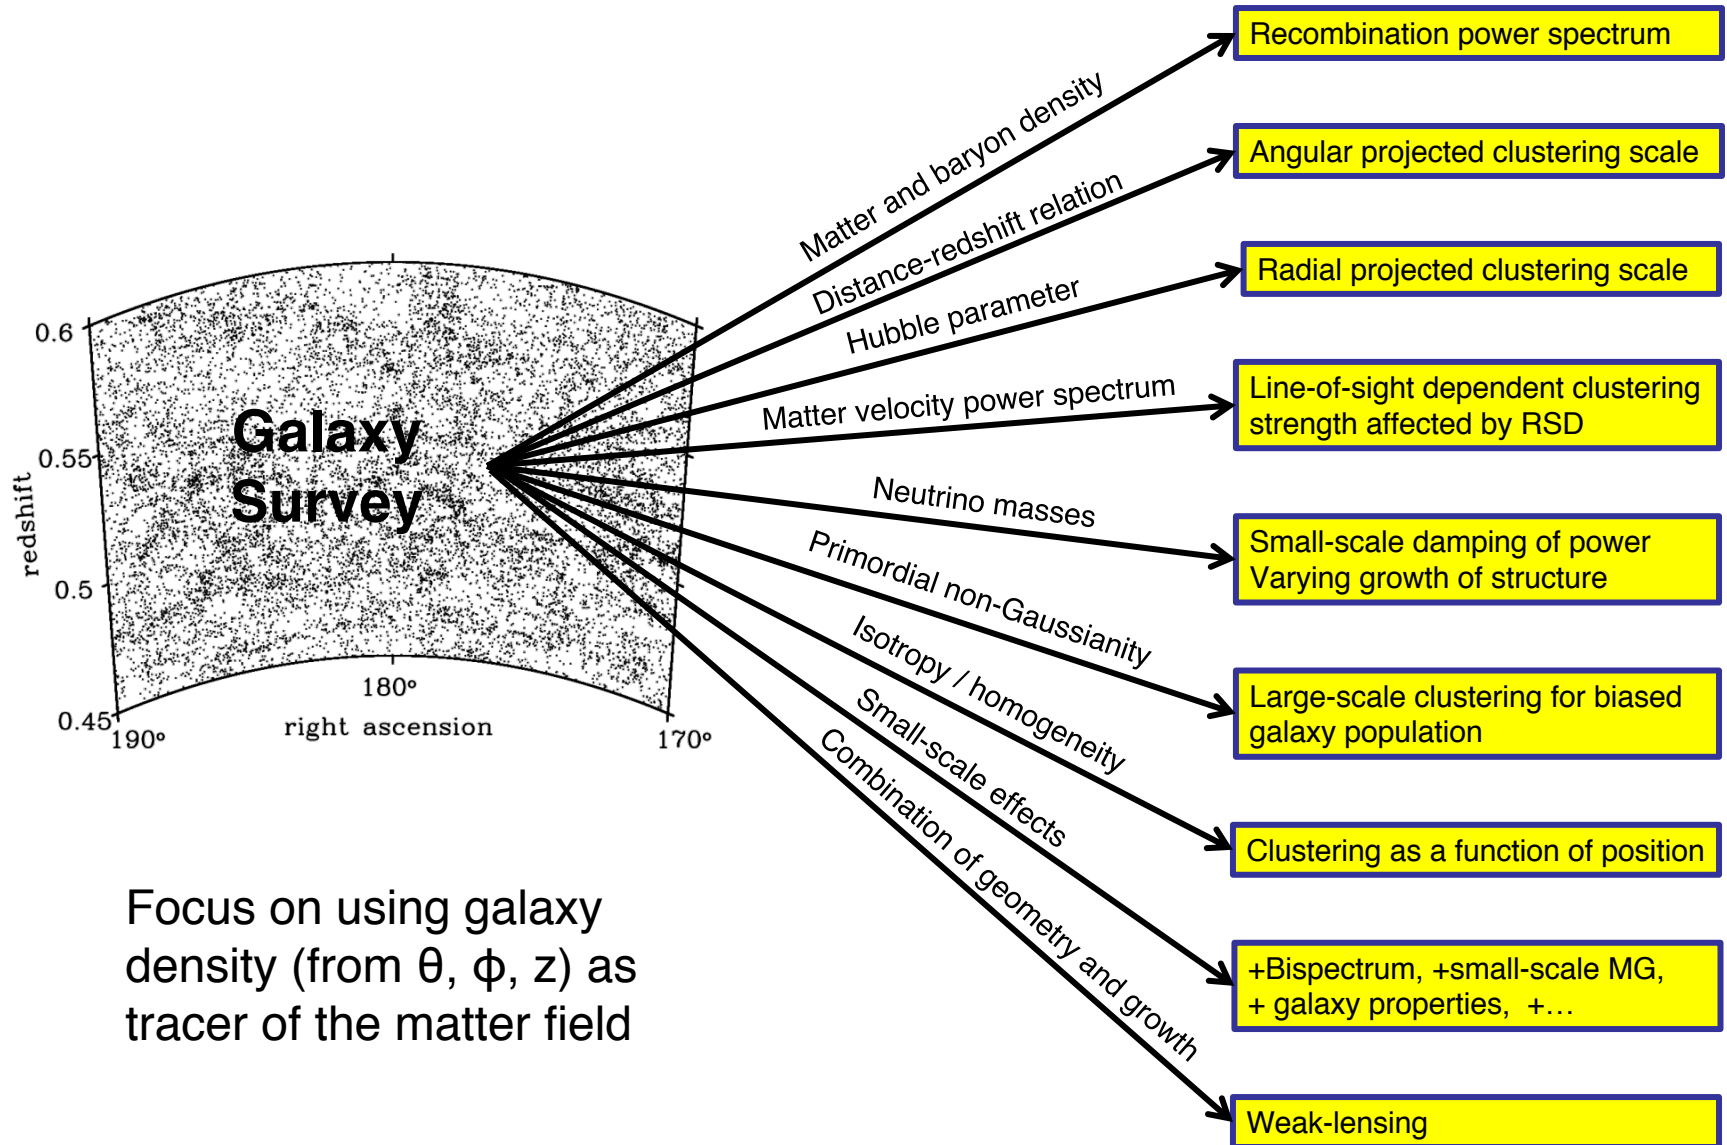 Recombination power spectrum
Matter and baryon density
Angular projected clustering scale
Distance-redshift relation
Radial projected clustering scale
Hubble parameter
Line-of-sight dependent clustering
strength affected by RSD
Matter velocity power spectrum
Small-scale damping of power
Varying growth of structure
Neutrino masses
Large-scale clustering for biased
galaxy population
Primordial non-Gaussianity
Clustering as a function of position
Isotropy / homogeneity
+Bispectrum, +small-scale MG,
+ galaxy properties, +…
Small-scale effects
Weak-lensing
Combination of geometry and growth
Galaxy
Survey
0.6
0.55
0.5
0.45
redshift
190°
180°
170°
right ascension
Focus on using galaxy
density (from θ, ϕ, z) as
tracer of the matter field